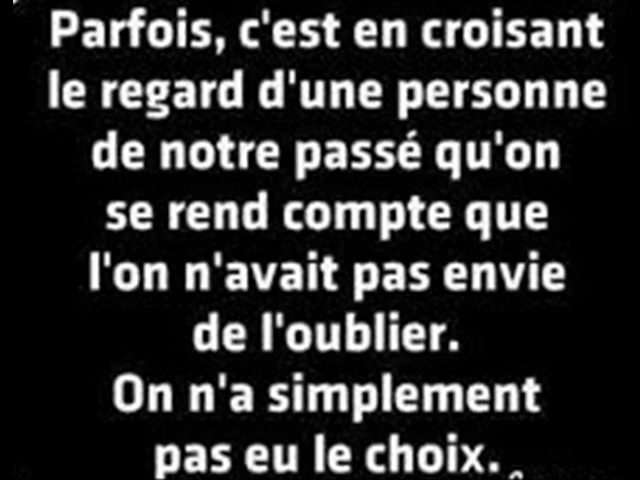 Parfois, c'est en croisant
le regard d'une personne
de notre passé qu'on
se rend compte que
l'on n'avait pas envie
de l'oublier.
On n'a simplement
pas eu le choix.